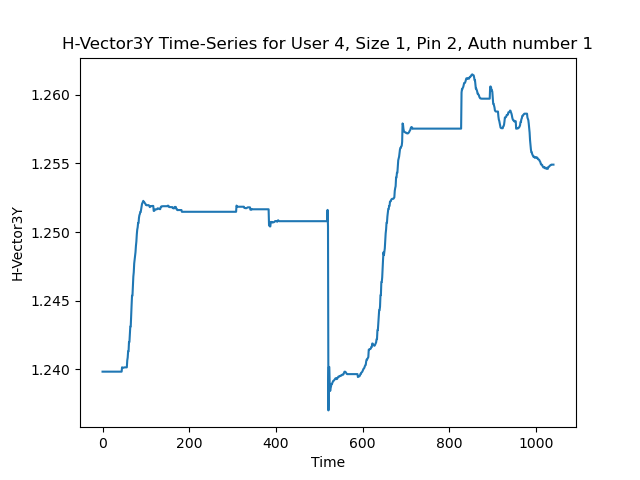 H-Vector3Y Time-Series for User 4, Size 1, Pin 2, Auth number 1
1.260
1.255
1.250
1.245
1.240
H-Vector3Y
0 200 400 600 800 1000
Time